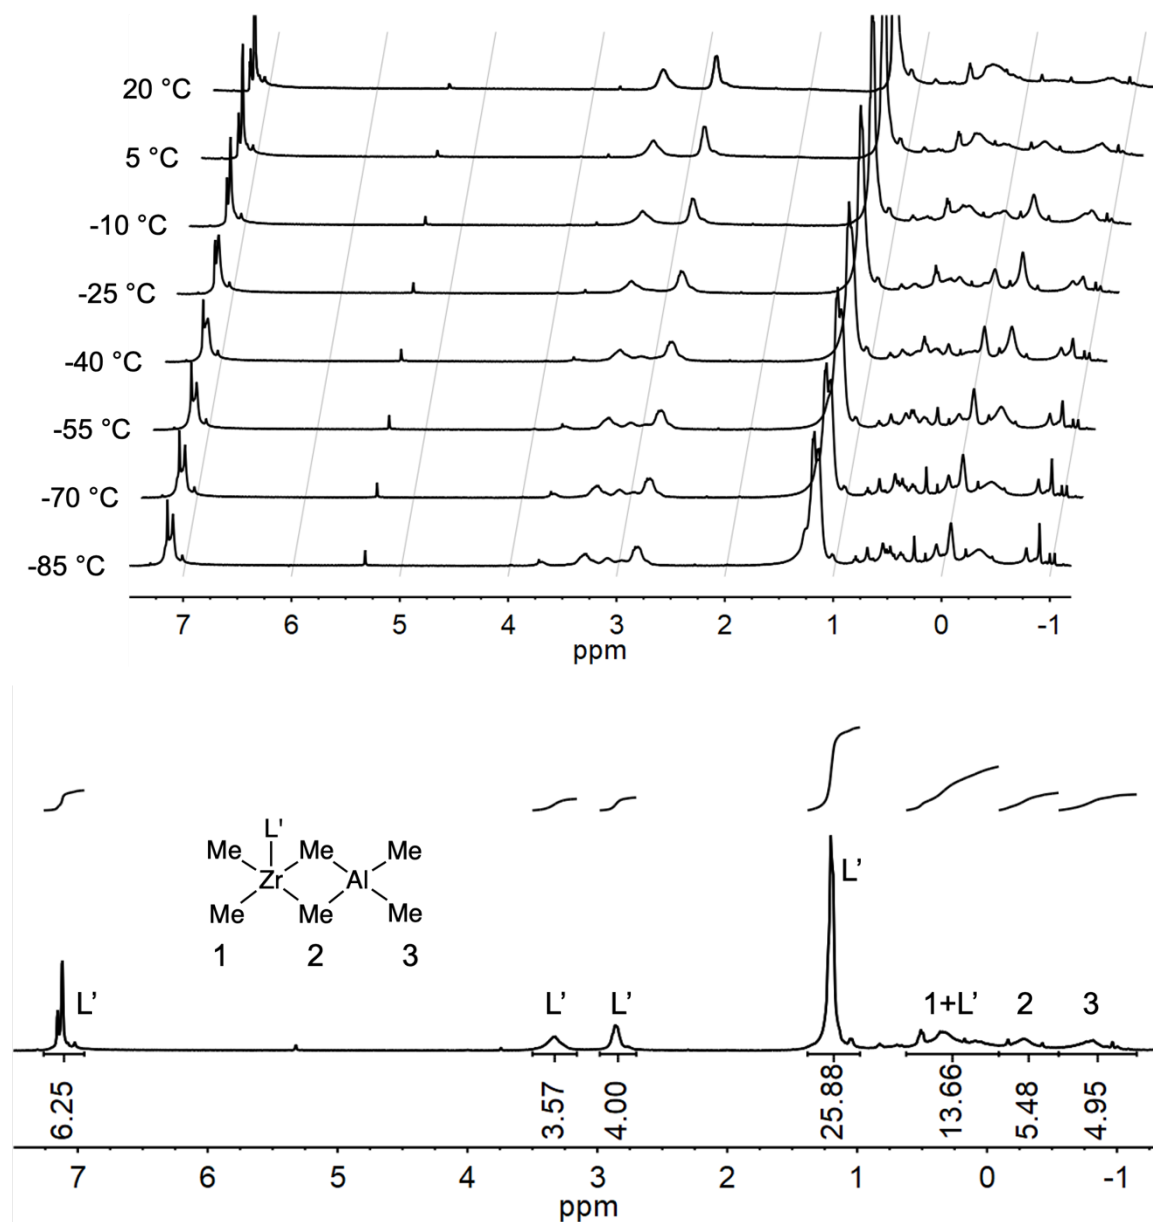 20 °C
5 °C
-10 °C
-25 °C
-40 °C
-55 °C
-70 °C
-85 °C
7 6 5 4 3 2 1 0 -1
ppm
L'
Me Me Me
Zr Al
Me Me Me
1 2 3
L’
L’ L’ L’ 1+L’ 2 3
6.25 3.57 4.00 25.88 13.66 5.48 4.95
7 6 5 4 3 2 1 0 -1
ppm